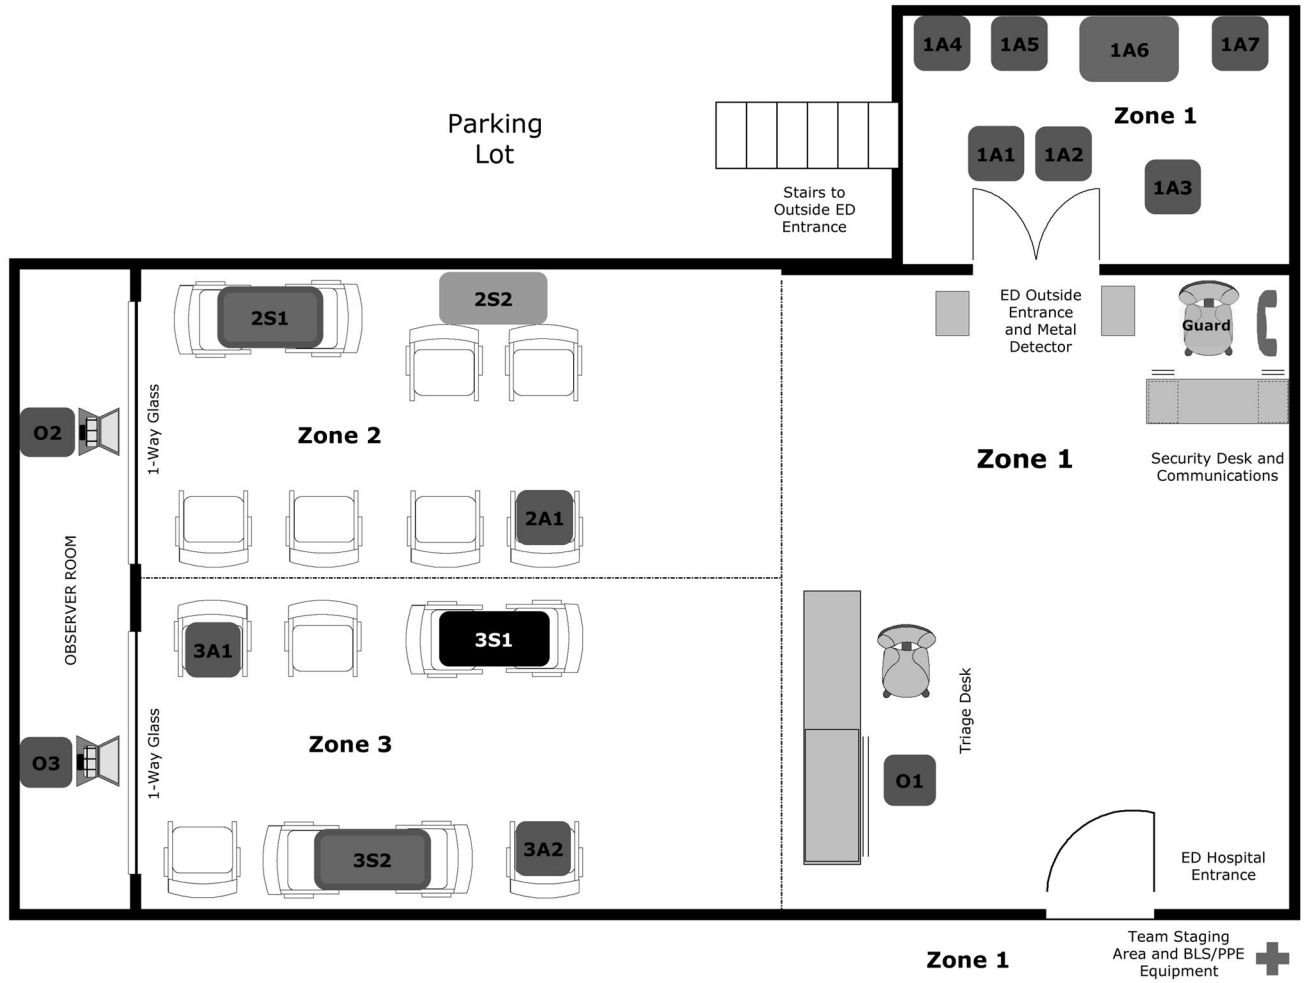 1A4
1A5
1A6
1A7
Zone 1
Parking
Lot
1A1
1A2
1A3
Stairs to
Outside ED
Entrance
2S1
2S2
ED Outside
Entrance
and Metal
Detector
Guard
O2
1-Way Glass
Zone 2
Zone 1
Security Desk and
Communications
2A1
OBSERVER ROOM
3A1
3S1
Triage Desk
O3
1-Way Glass
Zone 3
O1
3S2
3A2
ED Hospital
Entrance
Zone 1
Team Staging
Area and BLS/PPE
Equipment